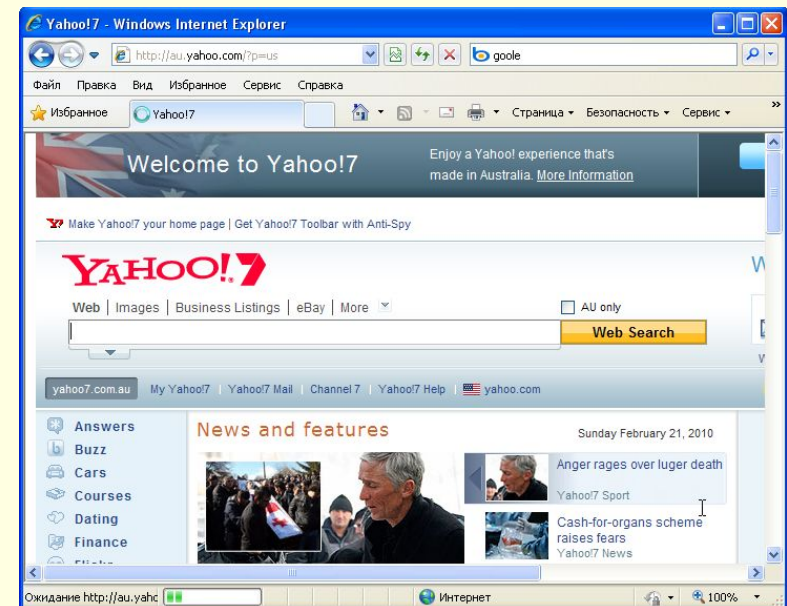 Yahoo!7 - Windows Internet Explorer
http://au.yahoo.com/?p=us
goole
Файл Правка Вид Избранное Сервис Справка
Избранное Yahoo!7 Страница Безопасность Сервис »
Welcome to Yahoo!7
Enjoy a Yahoo! experience that's
made in Australia. More Information
Y7 Make Yahoo!7 your home page | Get Yahoo!7 Toolbar with Anti-Spy
YAHOO!7
W
Web | Images | Business Listings | eBay | More
AU only
Web Search
yahoo7.com.au My Yahoo!7 | Yahoo!7 Mail | Channel 7 | Yahoo!7 Help | yahoo.com
Answers
Buzz
Cars
Courses
Dating
Finance
News and features
Sunday February 21, 2010
Anger rages over luger death
Yahoo!7 Sport
Cash-for-organs scheme
raises fears
Yahoo!7 News
Ожидание http://au.yahc
Интернет
100%